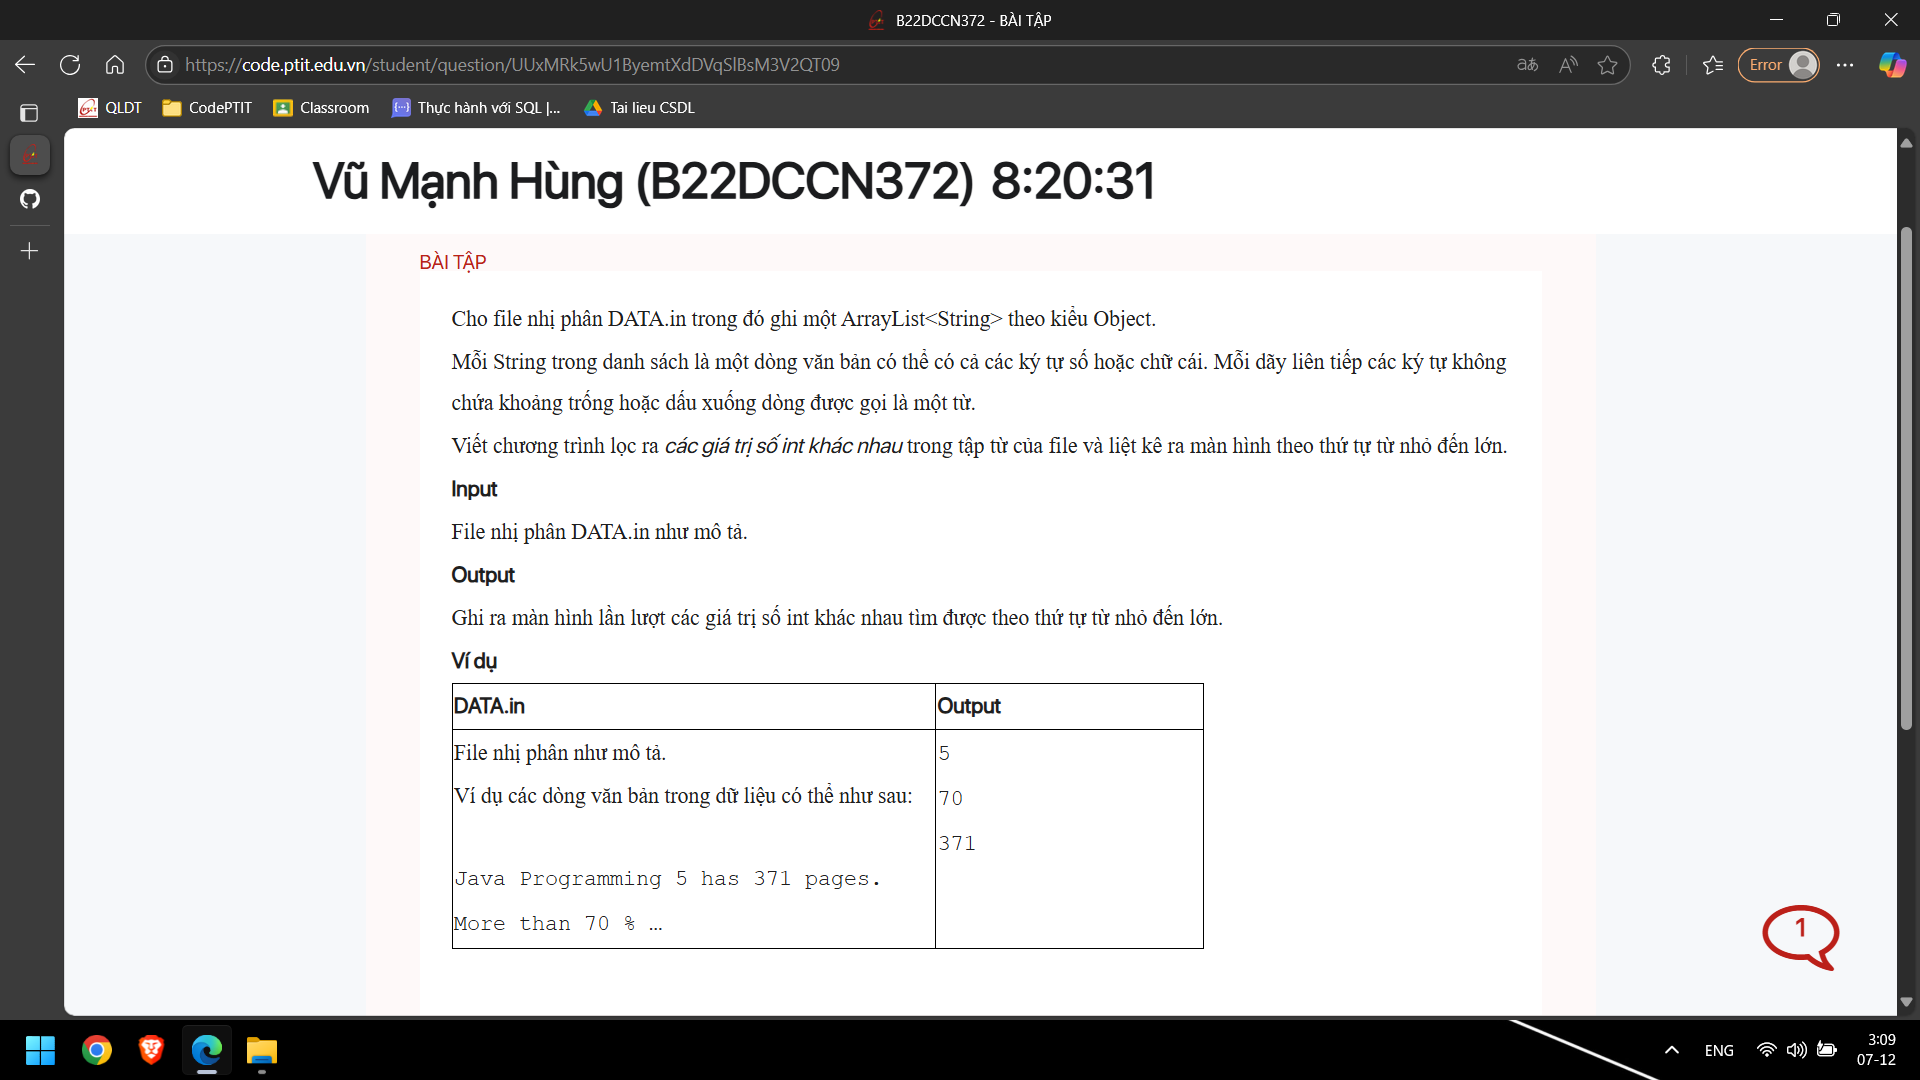 B22DCCN372 - BÀI TẬP
https://code.ptit.edu.vn/student/question/UUxMRk5wU1ByemtXdDVqSlBsM3V2QT09
Error
QLDT CodePTIT Classroom Thực hành với SQL |... Tai lieu CSDL
Vũ Mạnh Hùng (B22DCCN372) 8:20:31
BÀI TẬP
Cho file nhị phân DATA.in trong đó ghi một ArrayList<String> theo kiểu Object.
Mỗi String trong danh sách là một dòng văn bản có thể có cả các ký tự số hoặc chữ cái. Mỗi dãy liên tiếp các ký tự không
chứa khoảng trống hoặc dấu xuống dòng được gọi là một từ.
Viết chương trình lọc ra các giá trị số int khác nhau trong tập từ của file và liệt kê ra màn hình theo thứ tự từ nhỏ đến lớn.
Input
File nhị phân DATA.in như mô tả.
Output
Ghi ra màn hình lần lượt các giá trị số int khác nhau tìm được theo thứ tự từ nhỏ đến lớn.
Ví dụ
DATA.in Output
File nhị phân như mô tả. 5
Ví dụ các dòng văn bản trong dữ liệu có thể như sau: 70
371
Java Programming 5 has 371 pages.
More than 70 % …
1
ENG
3:09
07-12